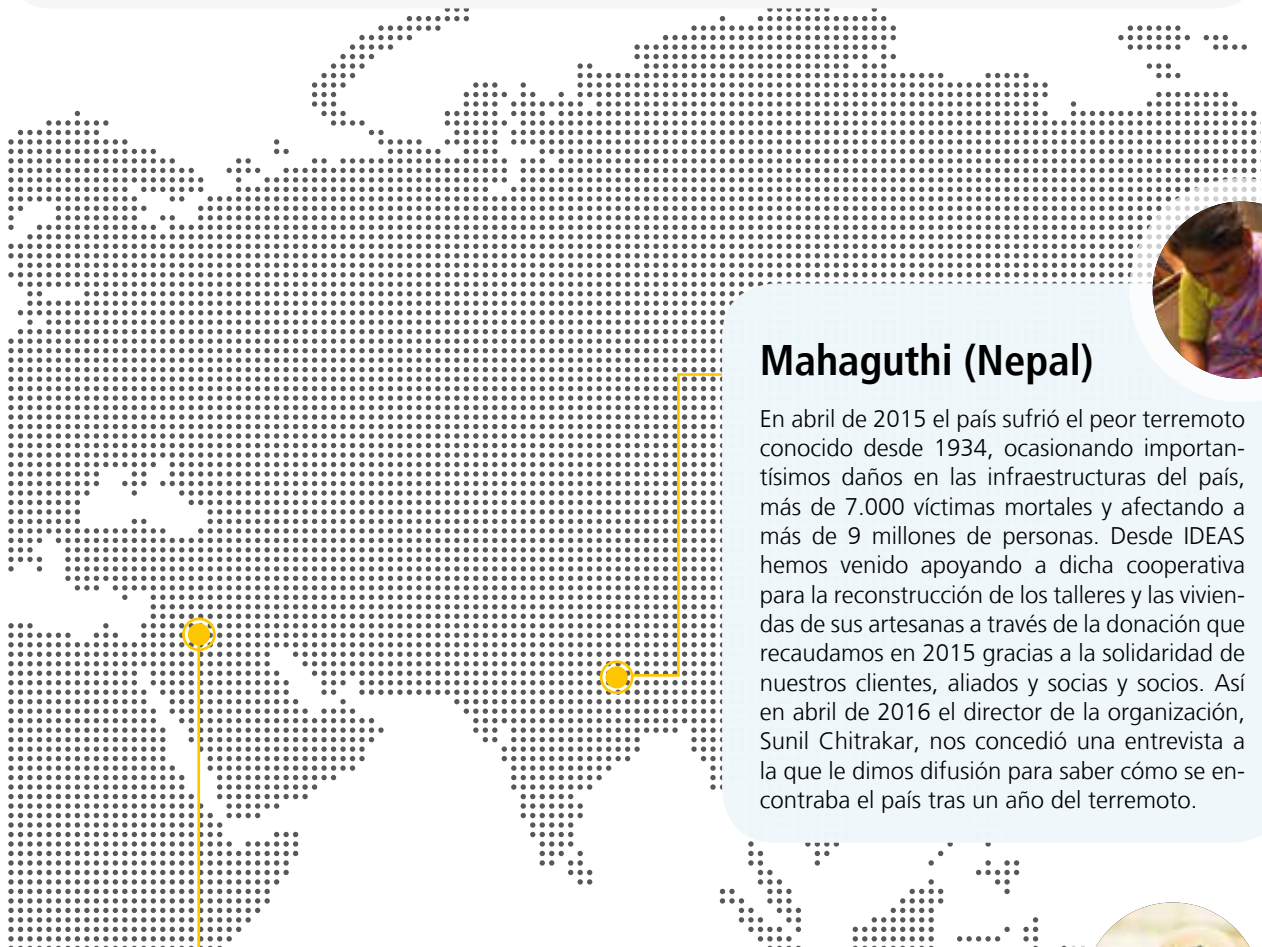 Mahaguthi (Nepal)
En abril de 2015 el país sufrió el peor terremoto
conocido desde 1934, ocasionando importan-
tísimos daños en las infraestructuras del país,
más de 7.000 víctimas mortales y afectando a
más de 9 millones de personas. Desde IDEAS
hemos venido apoyando a dicha cooperativa
para la reconstrucción de los talleres y las vivien-
das de sus artesanas a través de la donación que
recaudamos en 2015 gracias a la solidaridad de
nuestros clientes, aliados y socias y socios. Así
en abril de 2016 el director de la organización,
Sunil Chitrakar, nos concedió una entrevista a
la que le dimos difusión para saber cómo se en-
contraba el país tras un año del terremoto.